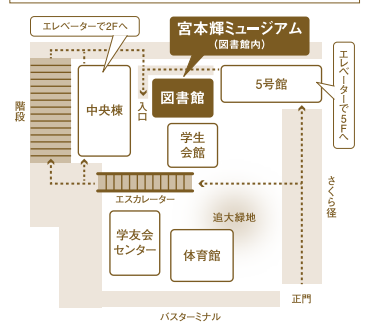 エレベーターで2Fへ
宮本輝ミュージアム
（図書館内）
エレベーターで5Fへ
5号館
階段
中央棟
入口
図書館
学生
会館
さくら径
エスカレーター
追大緑地
学友会
センター
体育館
正門
バスターミナル